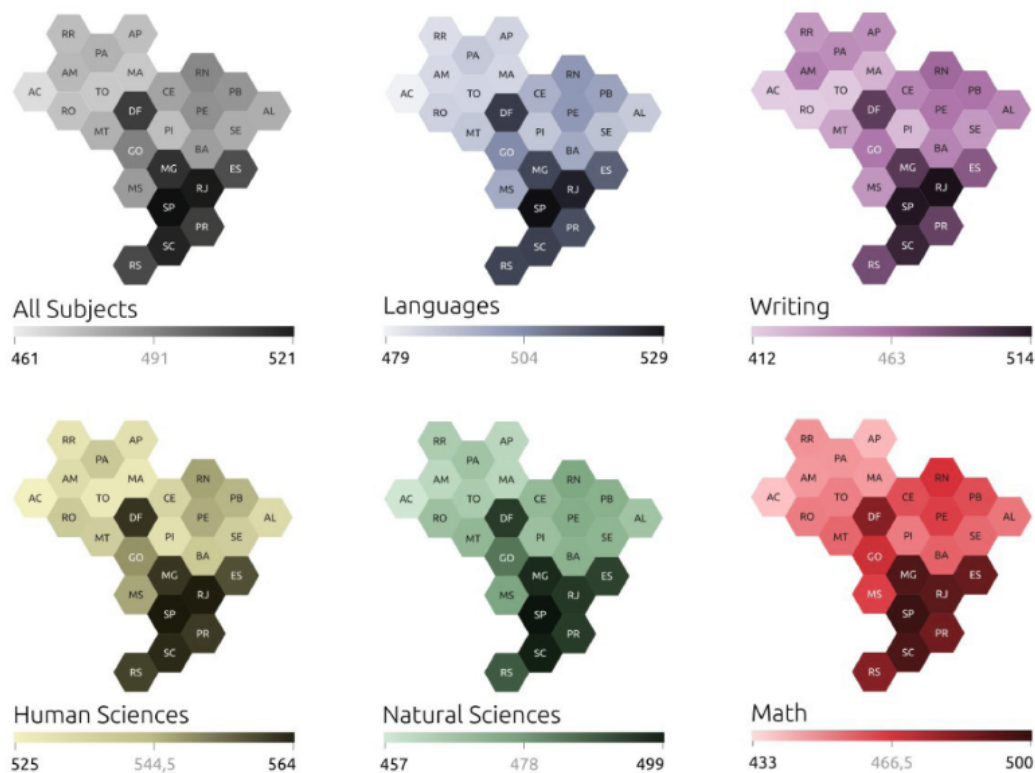 RR AP
PA
AM MA RN
AC TO CE PB
RO DF PE AL
MT PI SE
GO BA
MG ES
MS RJ
SP PR
SC
RS
All Subjects
461 491 521
RR AP
PA
AM MA RN
AC TO CE PB
RO DF PE AL
MT PI SE
GO BA
MG ES
MS RJ
SP PR
SC
RS
Languages
479 504 529
RR AP
PA
AM MA RN
AC TO CE PB
RO DF PE AL
MT PI SE
GO BA
MG ES
MS RJ
SP PR
SC
RS
Writing
412 463 514
RR AP
PA
AM MA RN
AC TO CE PB
RO DF PE AL
MT PI SE
GO BA
MG ES
MS RJ
SP PR
SC
RS
Human Sciences
525 544,5 564
RR AP
PA
AM MA RN
AC TO CE PB
RO DF PE AL
MT PI SE
GO BA
MG ES
MS RJ
SP PR
SC
RS
Natural Sciences
457 478 499
RR AP
PA
AM MA RN
AC TO CE PB
RO DF PE AL
MT PI SE
GO BA
MG ES
MS RJ
SP PR
SC
RS
Math
433 466,5 500